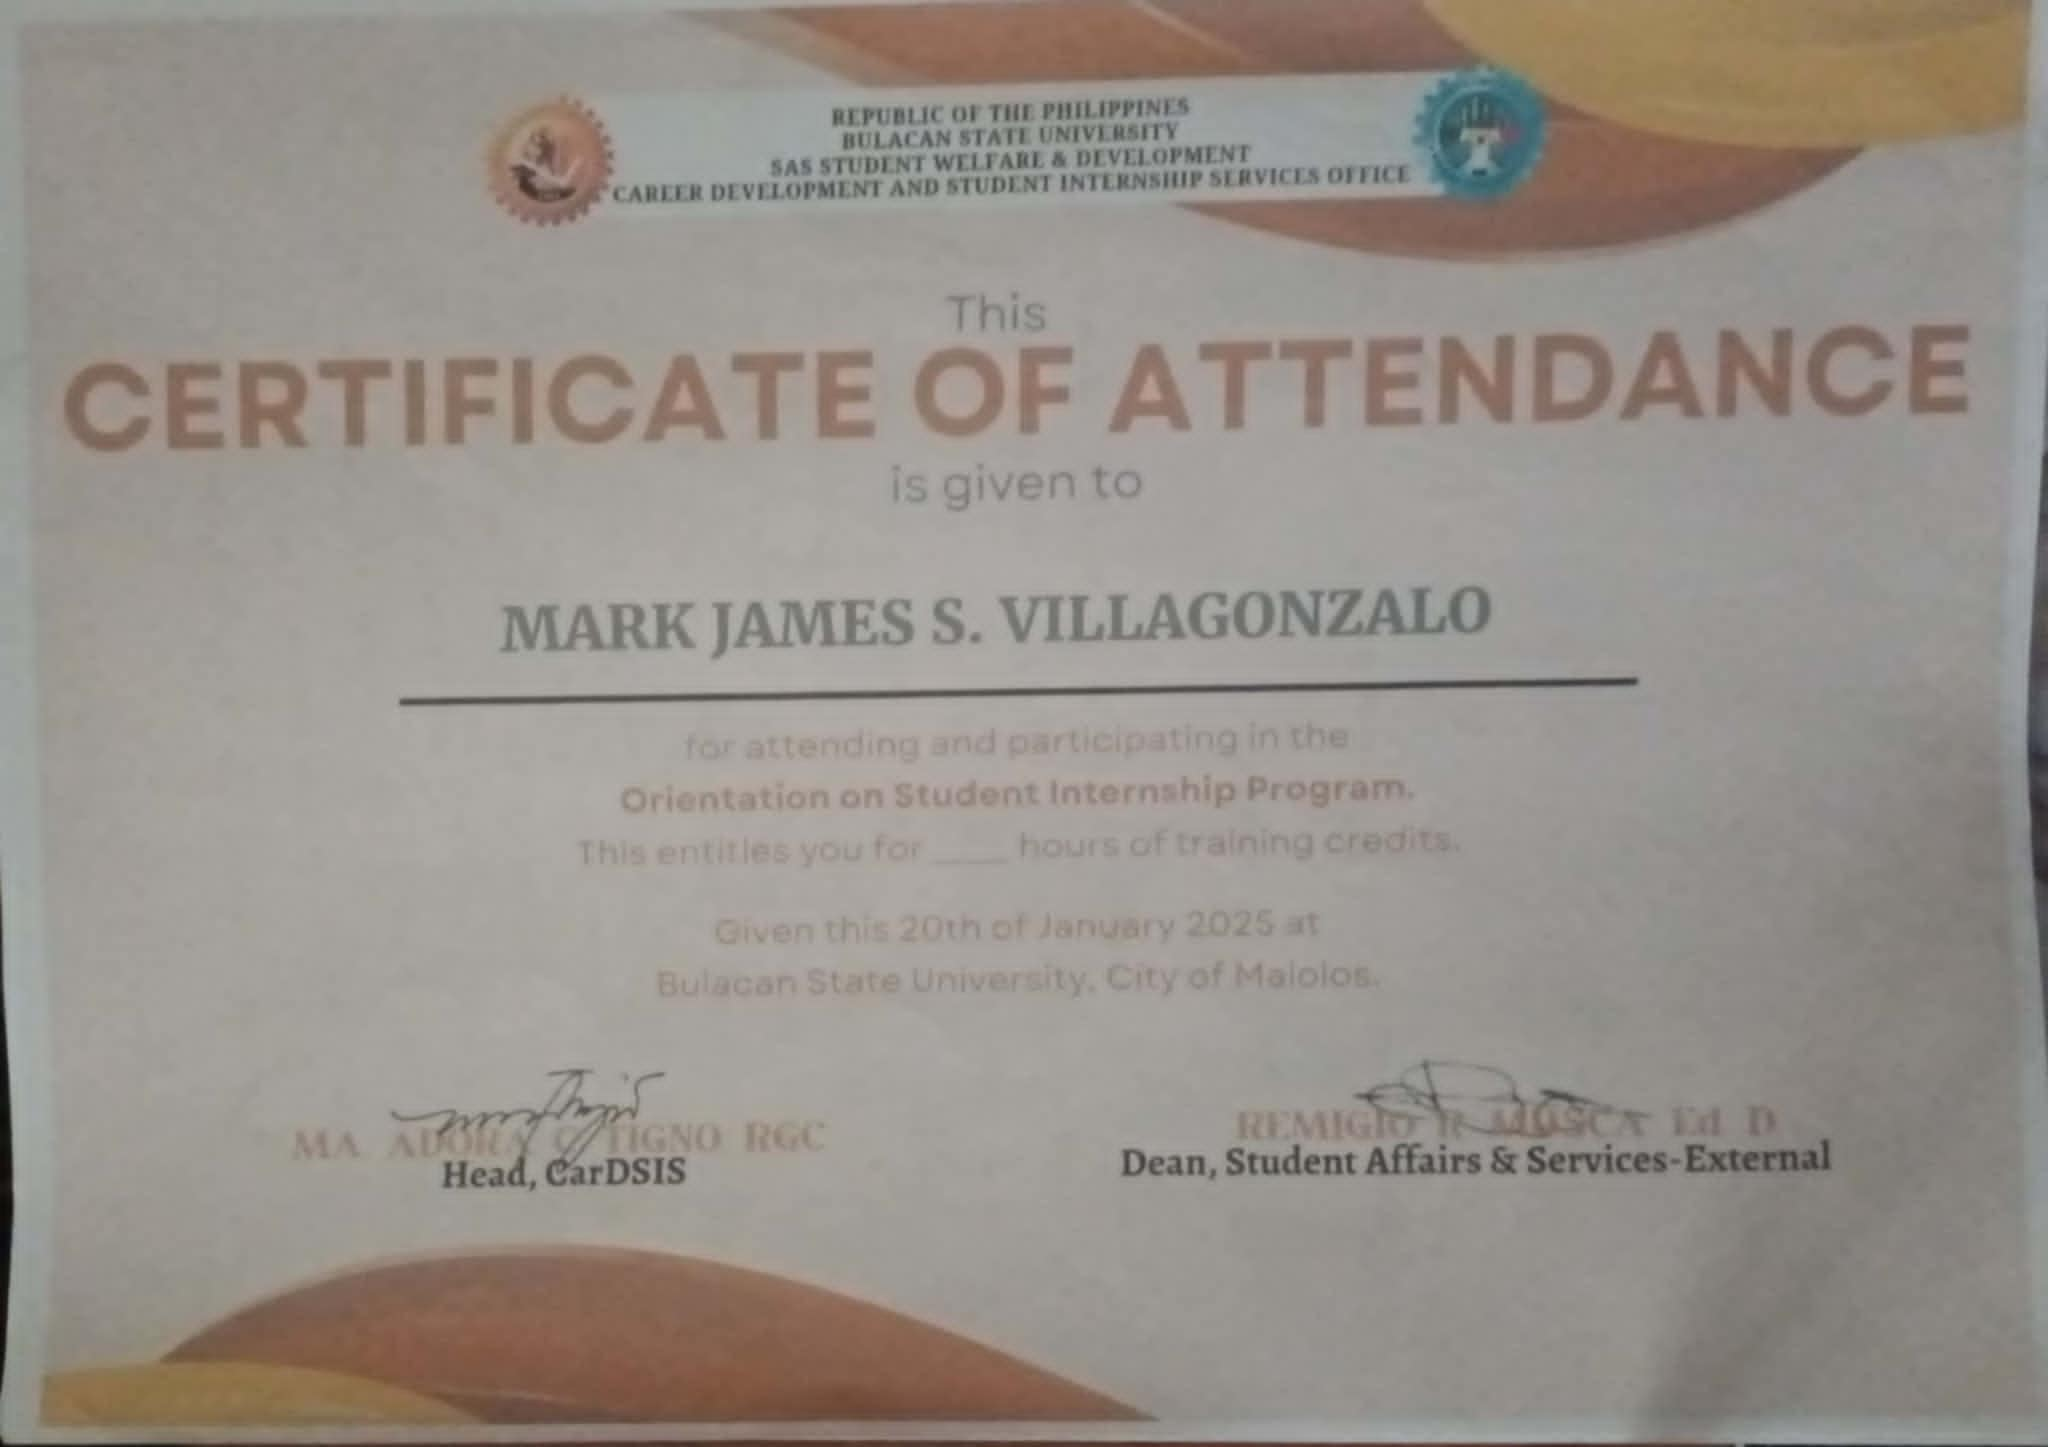 REPUBLIC OF THE PHILIPPINES
BULACAN STATE UNIVERSITY
SAS STUDENT WELFARE & DEVELOPMENT
CAREER DEVELOPMENT AND STUDENT INTERNSHIP SERVICES OFFICE
This
CERTIFICATE OF ATTENDANCE
is given to
MARK JAMES S. VILLAGONZALO
for attending and participating in the
Orientation on Student Internship Program.
This entitles you for ____ hours of training credits.
Given this 20th of January 2025 at
Bulacan State University, City of Malolos.
MA ADORA C TIGNO RGC
Head, CarDSIS
REMIGIO R MUSCA Ed D
Dean, Student Affairs & Services-External